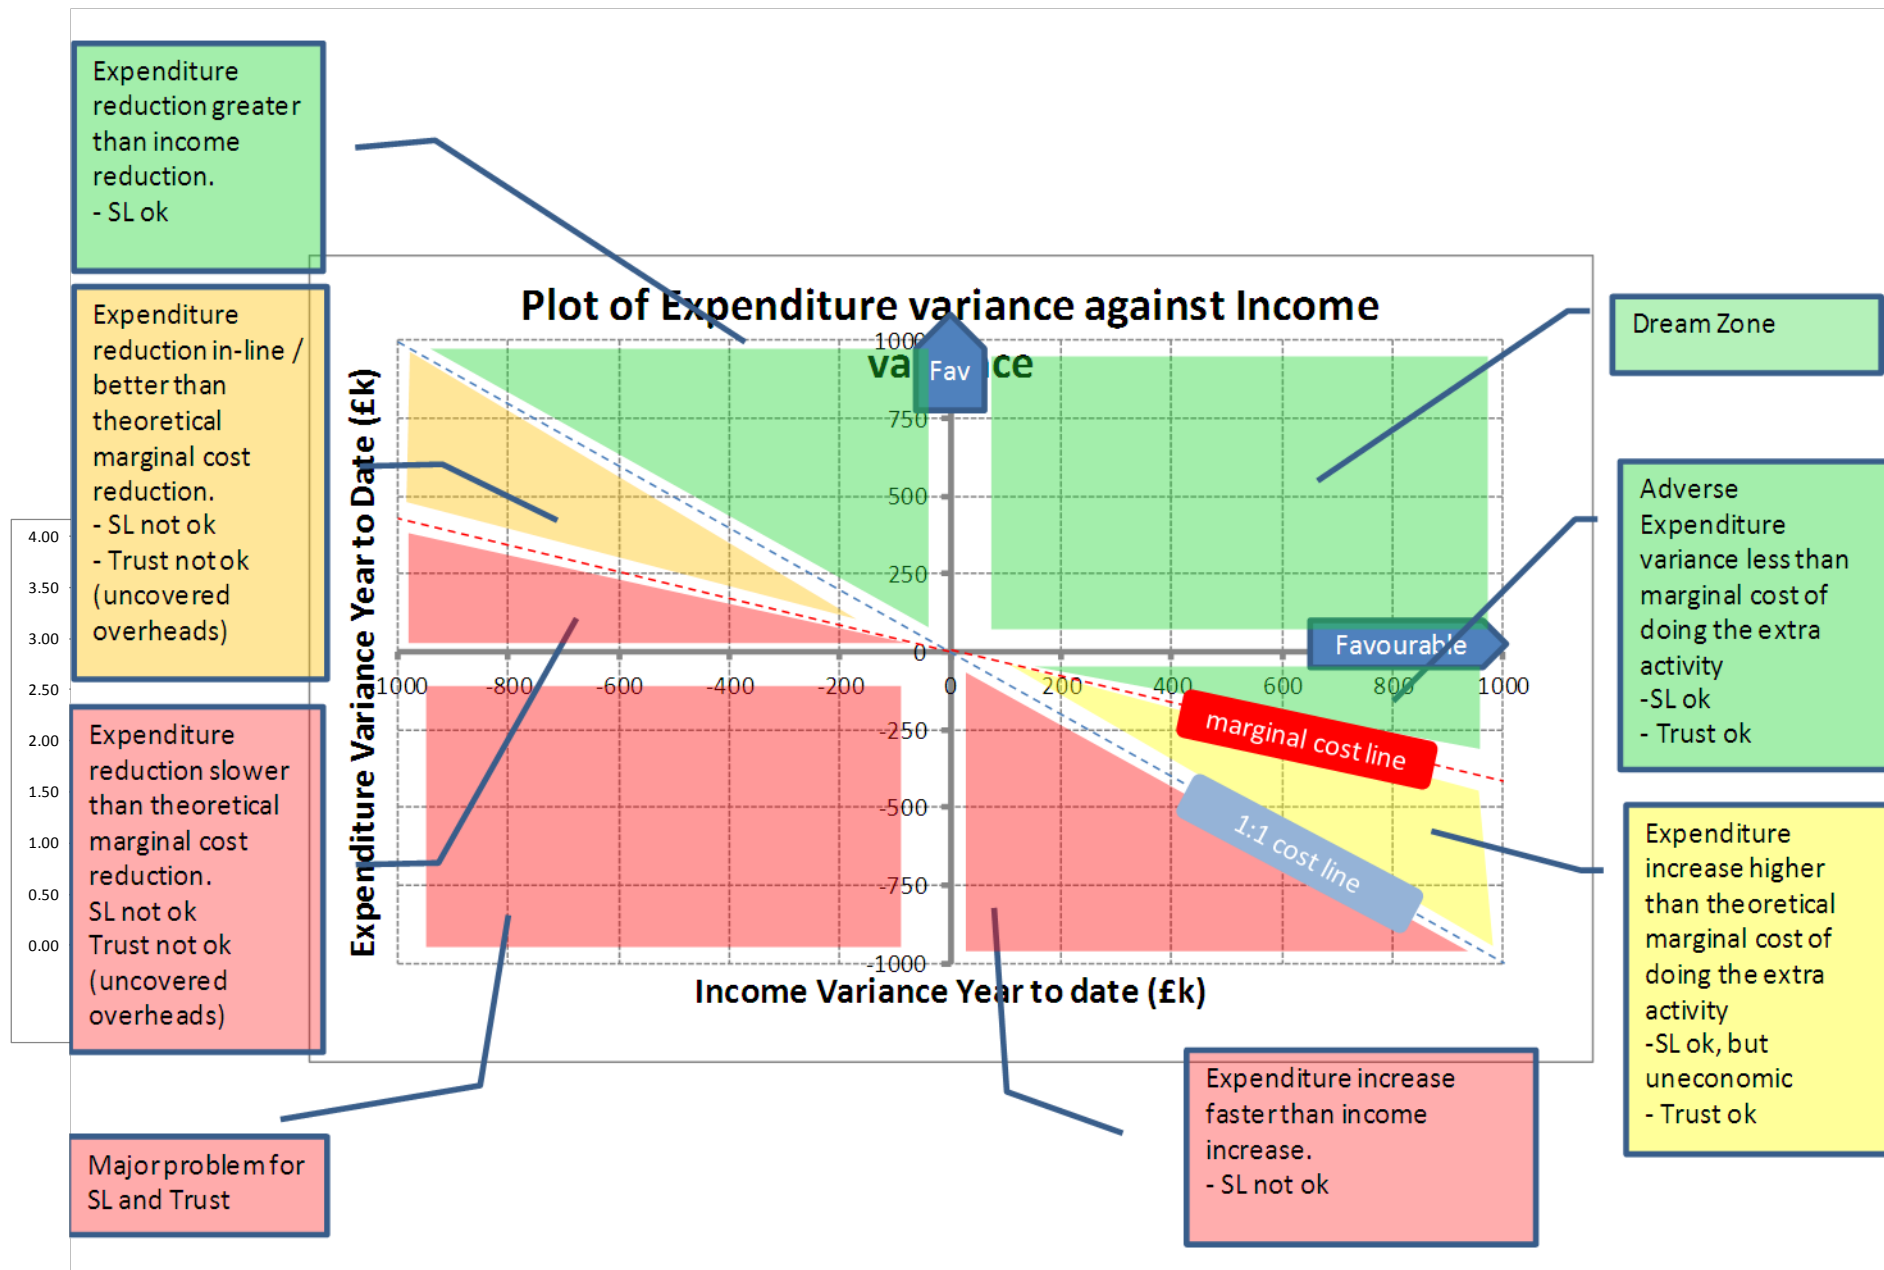 Expenditure
reduction greater
than income
reduction.
- SL ok
Expenditure
reduction in-line /
better than
theoretical
marginal cost
reduction.
- SL not ok
- Trust not ok
(uncovered
overheads)
Expenditure
reduction slower
than theoretical
marginal cost
reduction.
SL not ok
Trust not ok
(uncovered
overheads)
Major problem for
SL and Trust
4.00
3.50
3.00
2.50
2.00
1.50
1.00
0.50
0.00
Plot of Expenditure variance against Income
variance
Fav
Favourable
Expenditure Variance Year to Date (£k)
1000
750
500
250
0
-250
-500
-750
-1000
1000 -800 -600 -400 -200 0 200 400 600 800 1000
marginal cost line
1:1 cost line
Income Variance Year to date (£k)
Dream Zone
Adverse
Expenditure
variance less than
marginal cost of
doing the extra
activity
-SL ok
- Trust ok
Expenditure
increase higher
than theoretical
marginal cost of
doing the extra
activity
-SL ok, but
uneconomic
- Trust ok
Expenditure increase
faster than income
increase.
- SL not ok